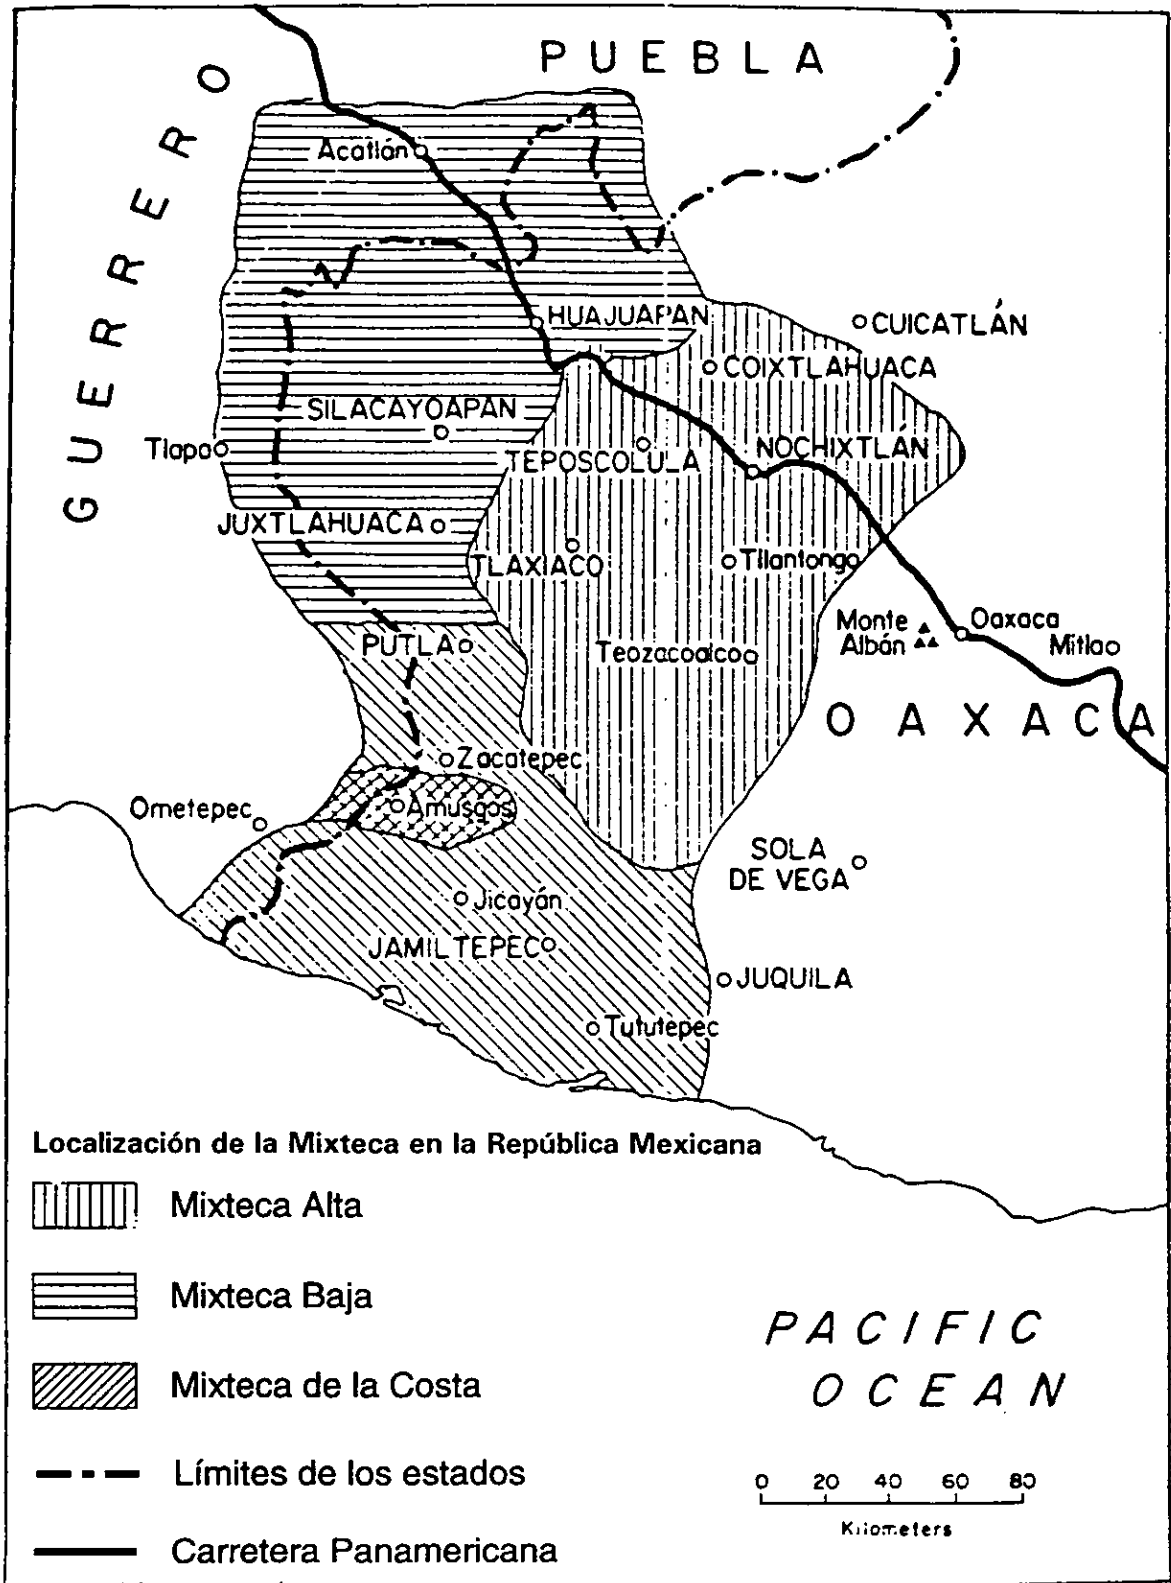 PUEBLA
GUERRERO
Acatlán
HUAJUAPAN
CUICATLÁN
COIXTLAHUACA
SILACAYOAPAN
Tlapa
TEPOSCOLULA
NOCHIXTLÁN
JUXTLAHUACA
TLAXIACO
Tilantongo
Monte
Albán
Oaxaca
Mitla
PUTLA
Teozacoalco
OAXACA
Zacatepec
Ometepec
Amusgos
SOLA
DE VEGA
Jicayán
JAMILTEPEC
JUQUILA
Tututepec
Localización de la Mixteca en la República Mexicana
Mixteca Alta
Mixteca Baja
Mixteca de la Costa
Límites de los estados
Carretera Panamericana
PACIFIC
OCEAN
0 20 40 60 80
Kilometers